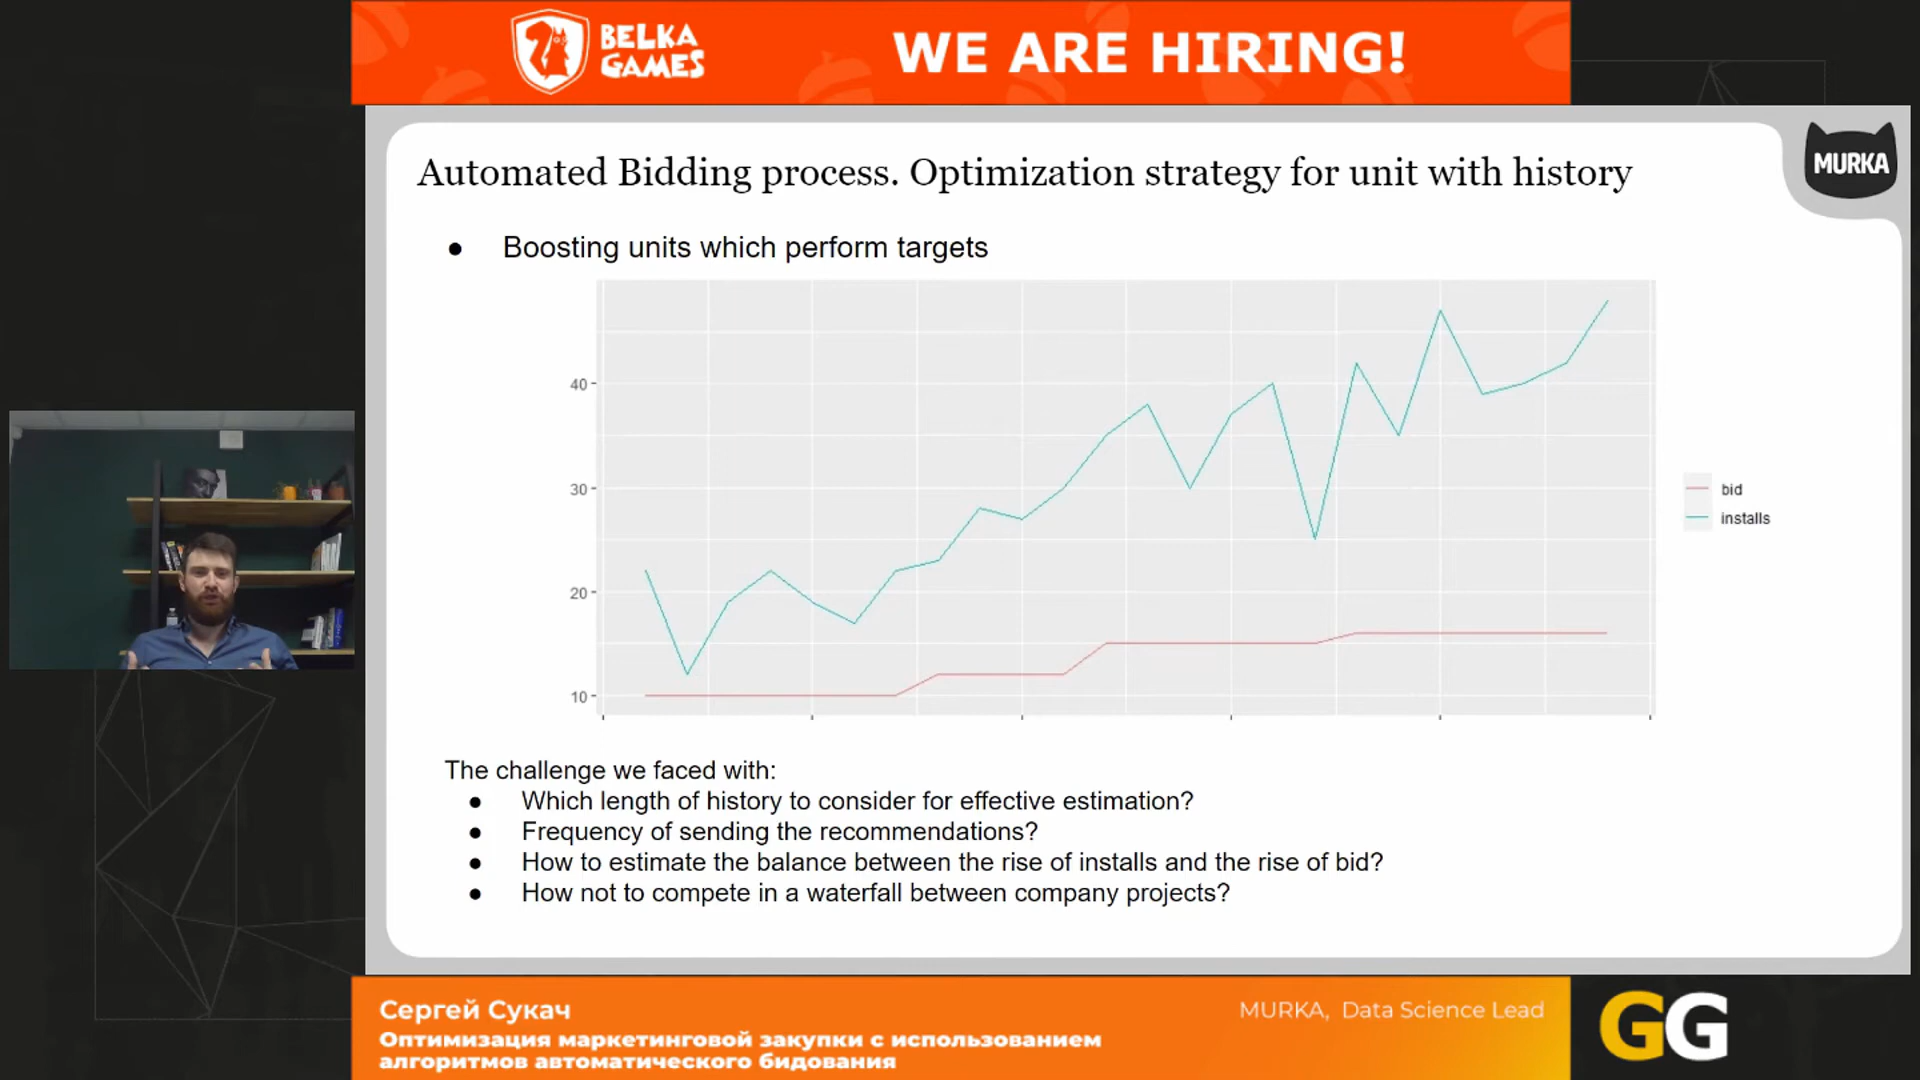 BELKA
GAMES
WE ARE HIRING!
MURKA
Automated Bidding process. Optimization strategy for unit with history
● Boosting units which perform targets
40
30
20
10
bid
installs
The challenge we faced with:
● Which length of history to consider for effective estimation?
● Frequency of sending the recommendations?
● How to estimate the balance between the rise of installs and the rise of bid?
● How not to compete in a waterfall between company projects?
Сергей Сукач
MURKA, Data Science Lead
Оптимизация маркетинговой закупки с использованием
алгоритмов автоматического бидования
GG